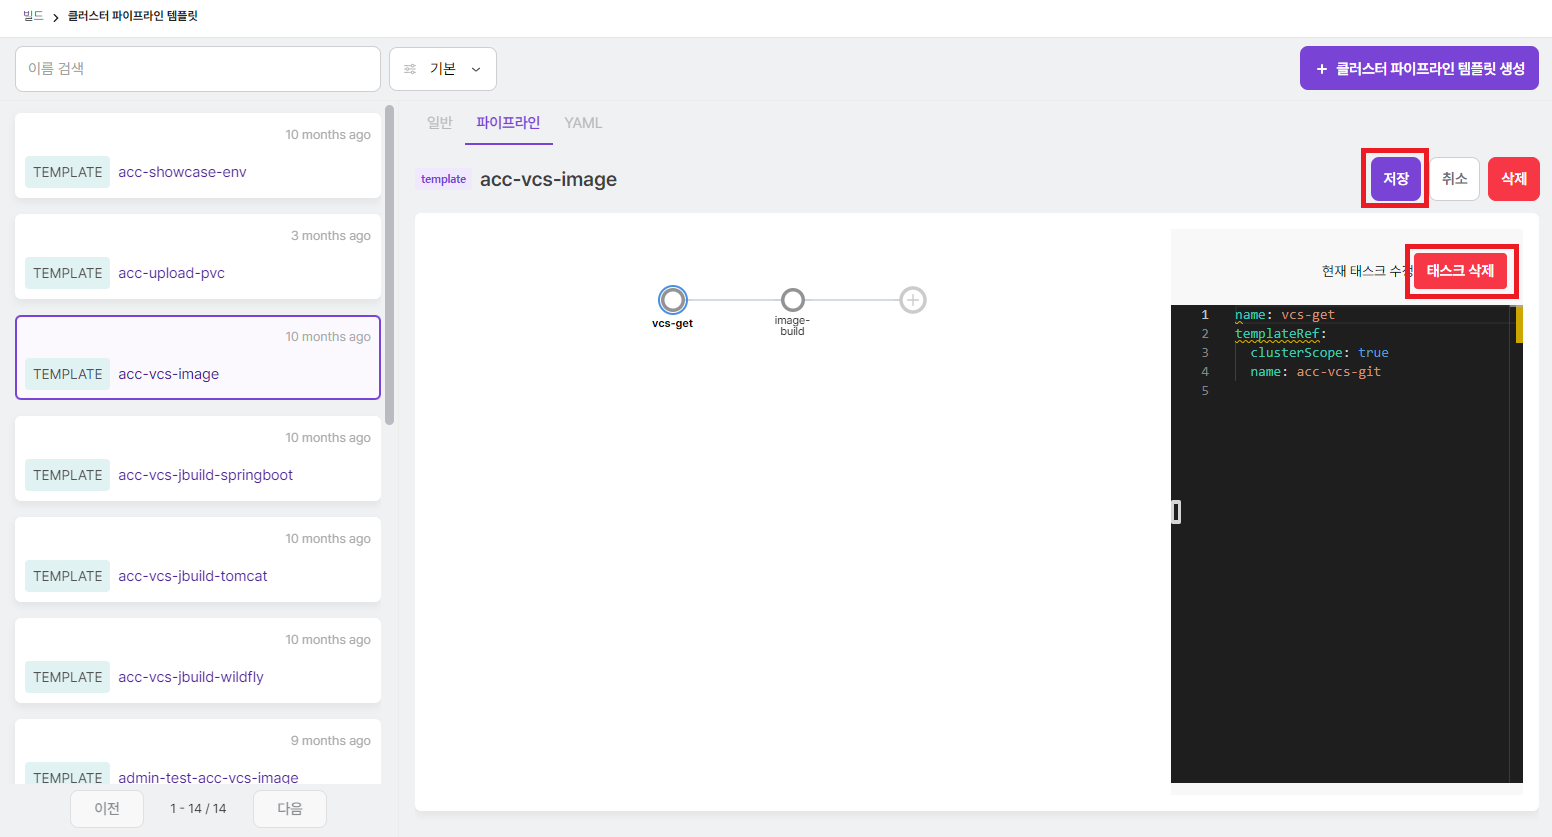 빌드 > 클러스터 파이프라인 템플릿
이름 검색
기본
+ 클러스터 파이프라인 템플릿 생성
10 months ago
TEMPLATE acc-showcase-env
3 months ago
TEMPLATE acc-upload-pvc
10 months ago
TEMPLATE acc-vcs-image
10 months ago
TEMPLATE acc-vcs-jbuild-springboot
10 months ago
TEMPLATE acc-vcs-jbuild-tomcat
10 months ago
TEMPLATE acc-vcs-jbuild-wildfly
9 months ago
TEMPLATE admin-test-acc-vcs-image
이전 1 - 14 / 14 다음
일반 파이프라인 YAML
template acc-vcs-image
저장 취소 삭제
vcs-get
image-
build
현재 태스크 수정 태스크 삭제
1 name: vcs-get
2 templateRef:
3 clusterScope: true
4 name: acc-vcs-git
5